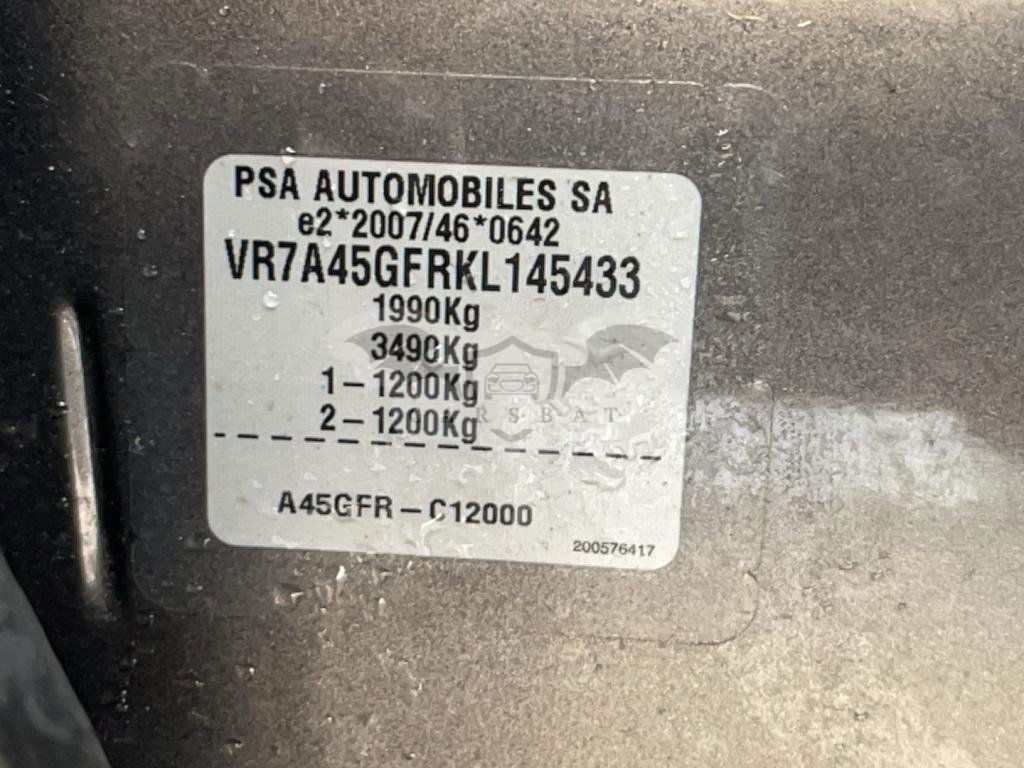 PSA AUTOMOBILES SA
e2*2007/46*0642
VR7A45GFRKL145433
1990Kg
3490Kg
1-1200Kg
2-1200Kg
A45GFR-C12000
200576417